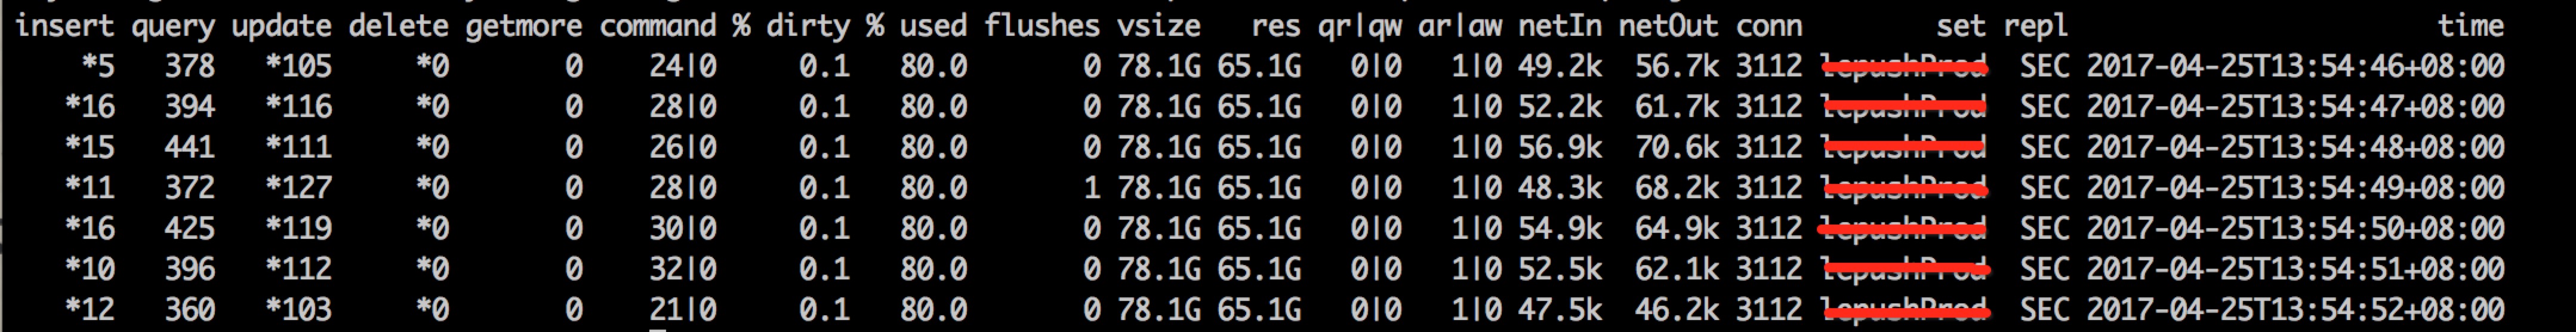 insert query update delete getmore command % dirty % used flushes vsize res qr|qw ar|aw netIn netOut conn set repl time
*5 378 *105 *0 0 24|0 0.1 80.0 0 78.1G 65.1G 0|0 1|0 49.2k 56.7k 3112 SEC 2017-04-25T13:54:46+08:00
*16 394 *116 *0 0 28|0 0.1 80.0 0 78.1G 65.1G 0|0 1|0 52.2k 61.7k 3112 SEC 2017-04-25T13:54:47+08:00
*15 441 *111 *0 0 26|0 0.1 80.0 0 78.1G 65.1G 0|0 1|0 56.9k 70.6k 3112 SEC 2017-04-25T13:54:48+08:00
*11 372 *127 *0 0 28|0 0.1 80.0 1 78.1G 65.1G 0|0 1|0 48.3k 68.2k 3112 SEC 2017-04-25T13:54:49+08:00
*16 425 *119 *0 0 30|0 0.1 80.0 0 78.1G 65.1G 0|0 1|0 54.9k 64.9k 3112 SEC 2017-04-25T13:54:50+08:00
*10 396 *112 *0 0 32|0 0.1 80.0 0 78.1G 65.1G 0|0 1|0 52.5k 62.1k 3112 SEC 2017-04-25T13:54:51+08:00
*12 360 *103 *0 0 21|0 0.1 80.0 0 78.1G 65.1G 0|0 1|0 47.5k 46.2k 3112 SEC 2017-04-25T13:54:52+08:00